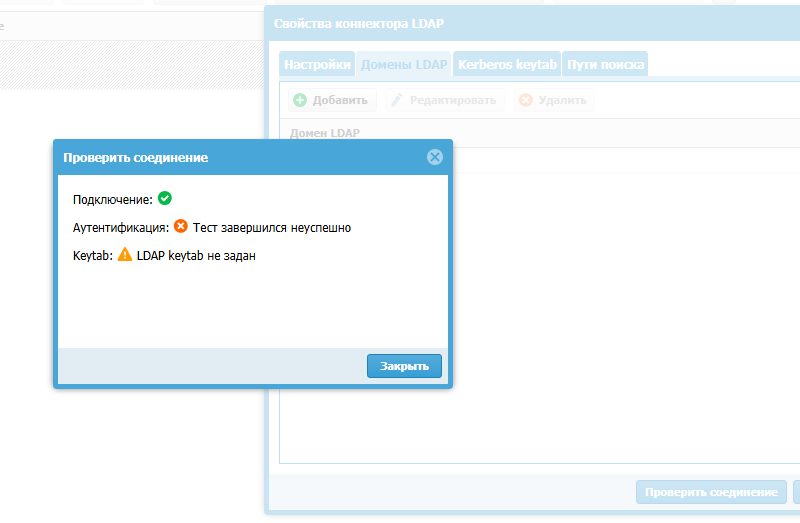 е
Свойства коннектора LDAP
Настройки Домены LDAP Kerberos keytab Пути поиска
Добавить Редактировать Удалить
Домен LDAP
Проверить соединение
Подключение:
Аутентификация: Тест завершился неуспешно
Keytab: LDAP keytab не задан
Закрыть
Проверить соединение